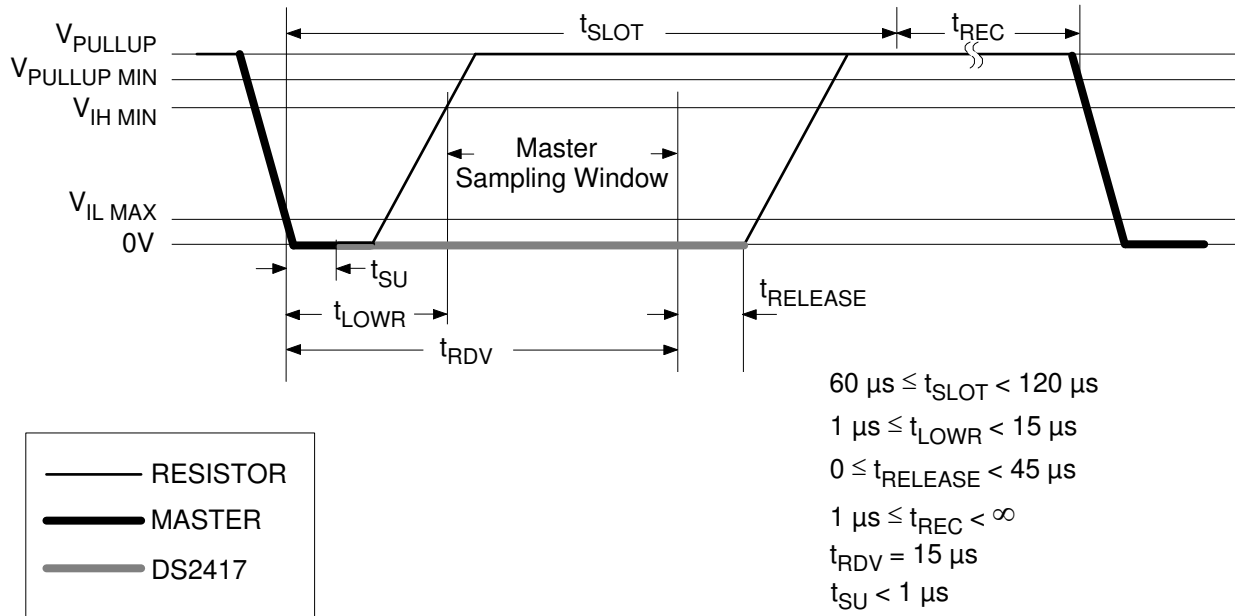 t_SLOT
t_REC
V_PULLUP
V_PULLUP MIN
V_IH MIN
Master
Sampling Window
V_IL MAX
0V
t_SU
t_RELEASE
t_LOWR
t_RDV
60 µs ≤ t_SLOT < 120 µs
1 µs ≤ t_LOWR < 15 µs
0 ≤ t_RELEASE < 45 µs
1 µs ≤ t_REC < ∞
t_RDV = 15 µs
t_SU < 1 µs
RESISTOR
MASTER
DS2417